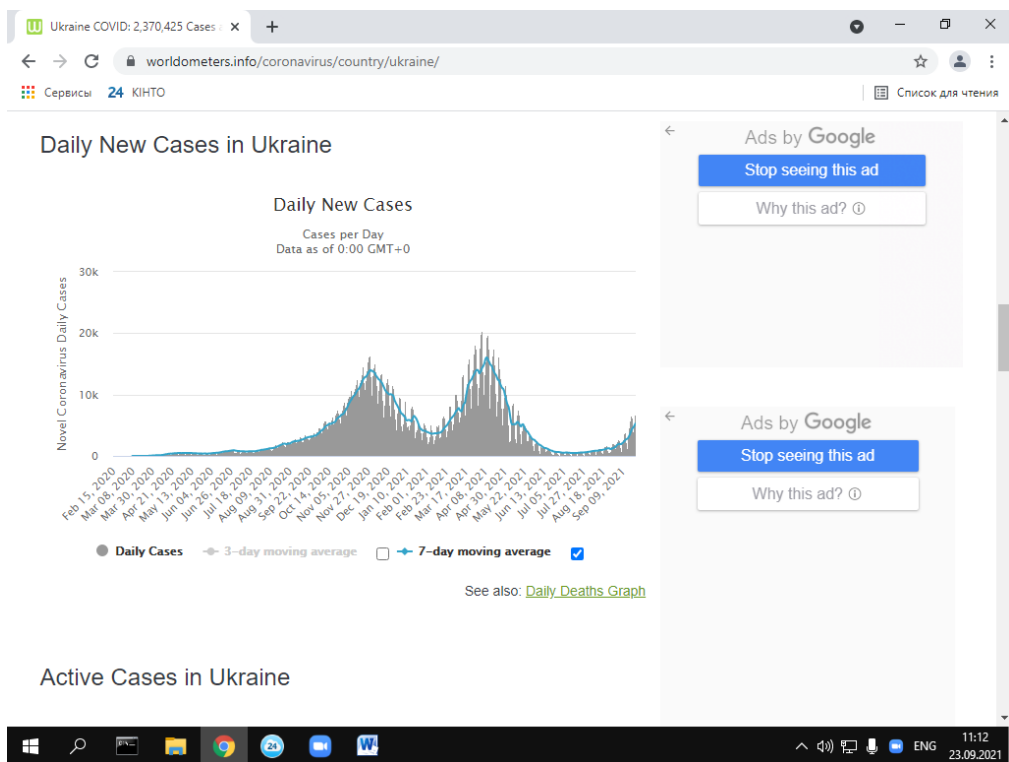 Ukraine COVID: 2,370,425 Cases
worldometers.info/coronavirus/country/ukraine/
Сервисы 24 КІНТО Список для чтения
Daily New Cases in Ukraine
Daily New Cases
Cases per Day
Data as of 0:00 GMT+0
Novel Coronavirus Daily Cases
30k
20k
10k
0
Feb 15, 2020
Mar 08, 2020
Mar 30, 2020
Apr 21, 2020
May 13, 2020
Jun 04, 2020
Jun 26, 2020
Jul 18, 2020
Aug 09, 2020
Aug 31, 2020
Sep 22, 2020
Oct 14, 2020
Nov 05, 2020
Nov 27, 2020
Dec 19, 2020
Jan 10, 2021
Feb 01, 2021
Feb 23, 2021
Mar 17, 2021
Apr 08, 2021
Apr 30, 2021
May 22, 2021
Jun 13, 2021
Jul 05, 2021
Jul 27, 2021
Aug 18, 2021
Sep 09, 2021
Daily Cases 3-day moving average 7-day moving average
See also: Daily Deaths Graph
Active Cases in Ukraine
Ads by Google
Stop seeing this ad
Why this ad?
Ads by Google
Stop seeing this ad
Why this ad?
24
W
ENG
11:12
23.09.2021